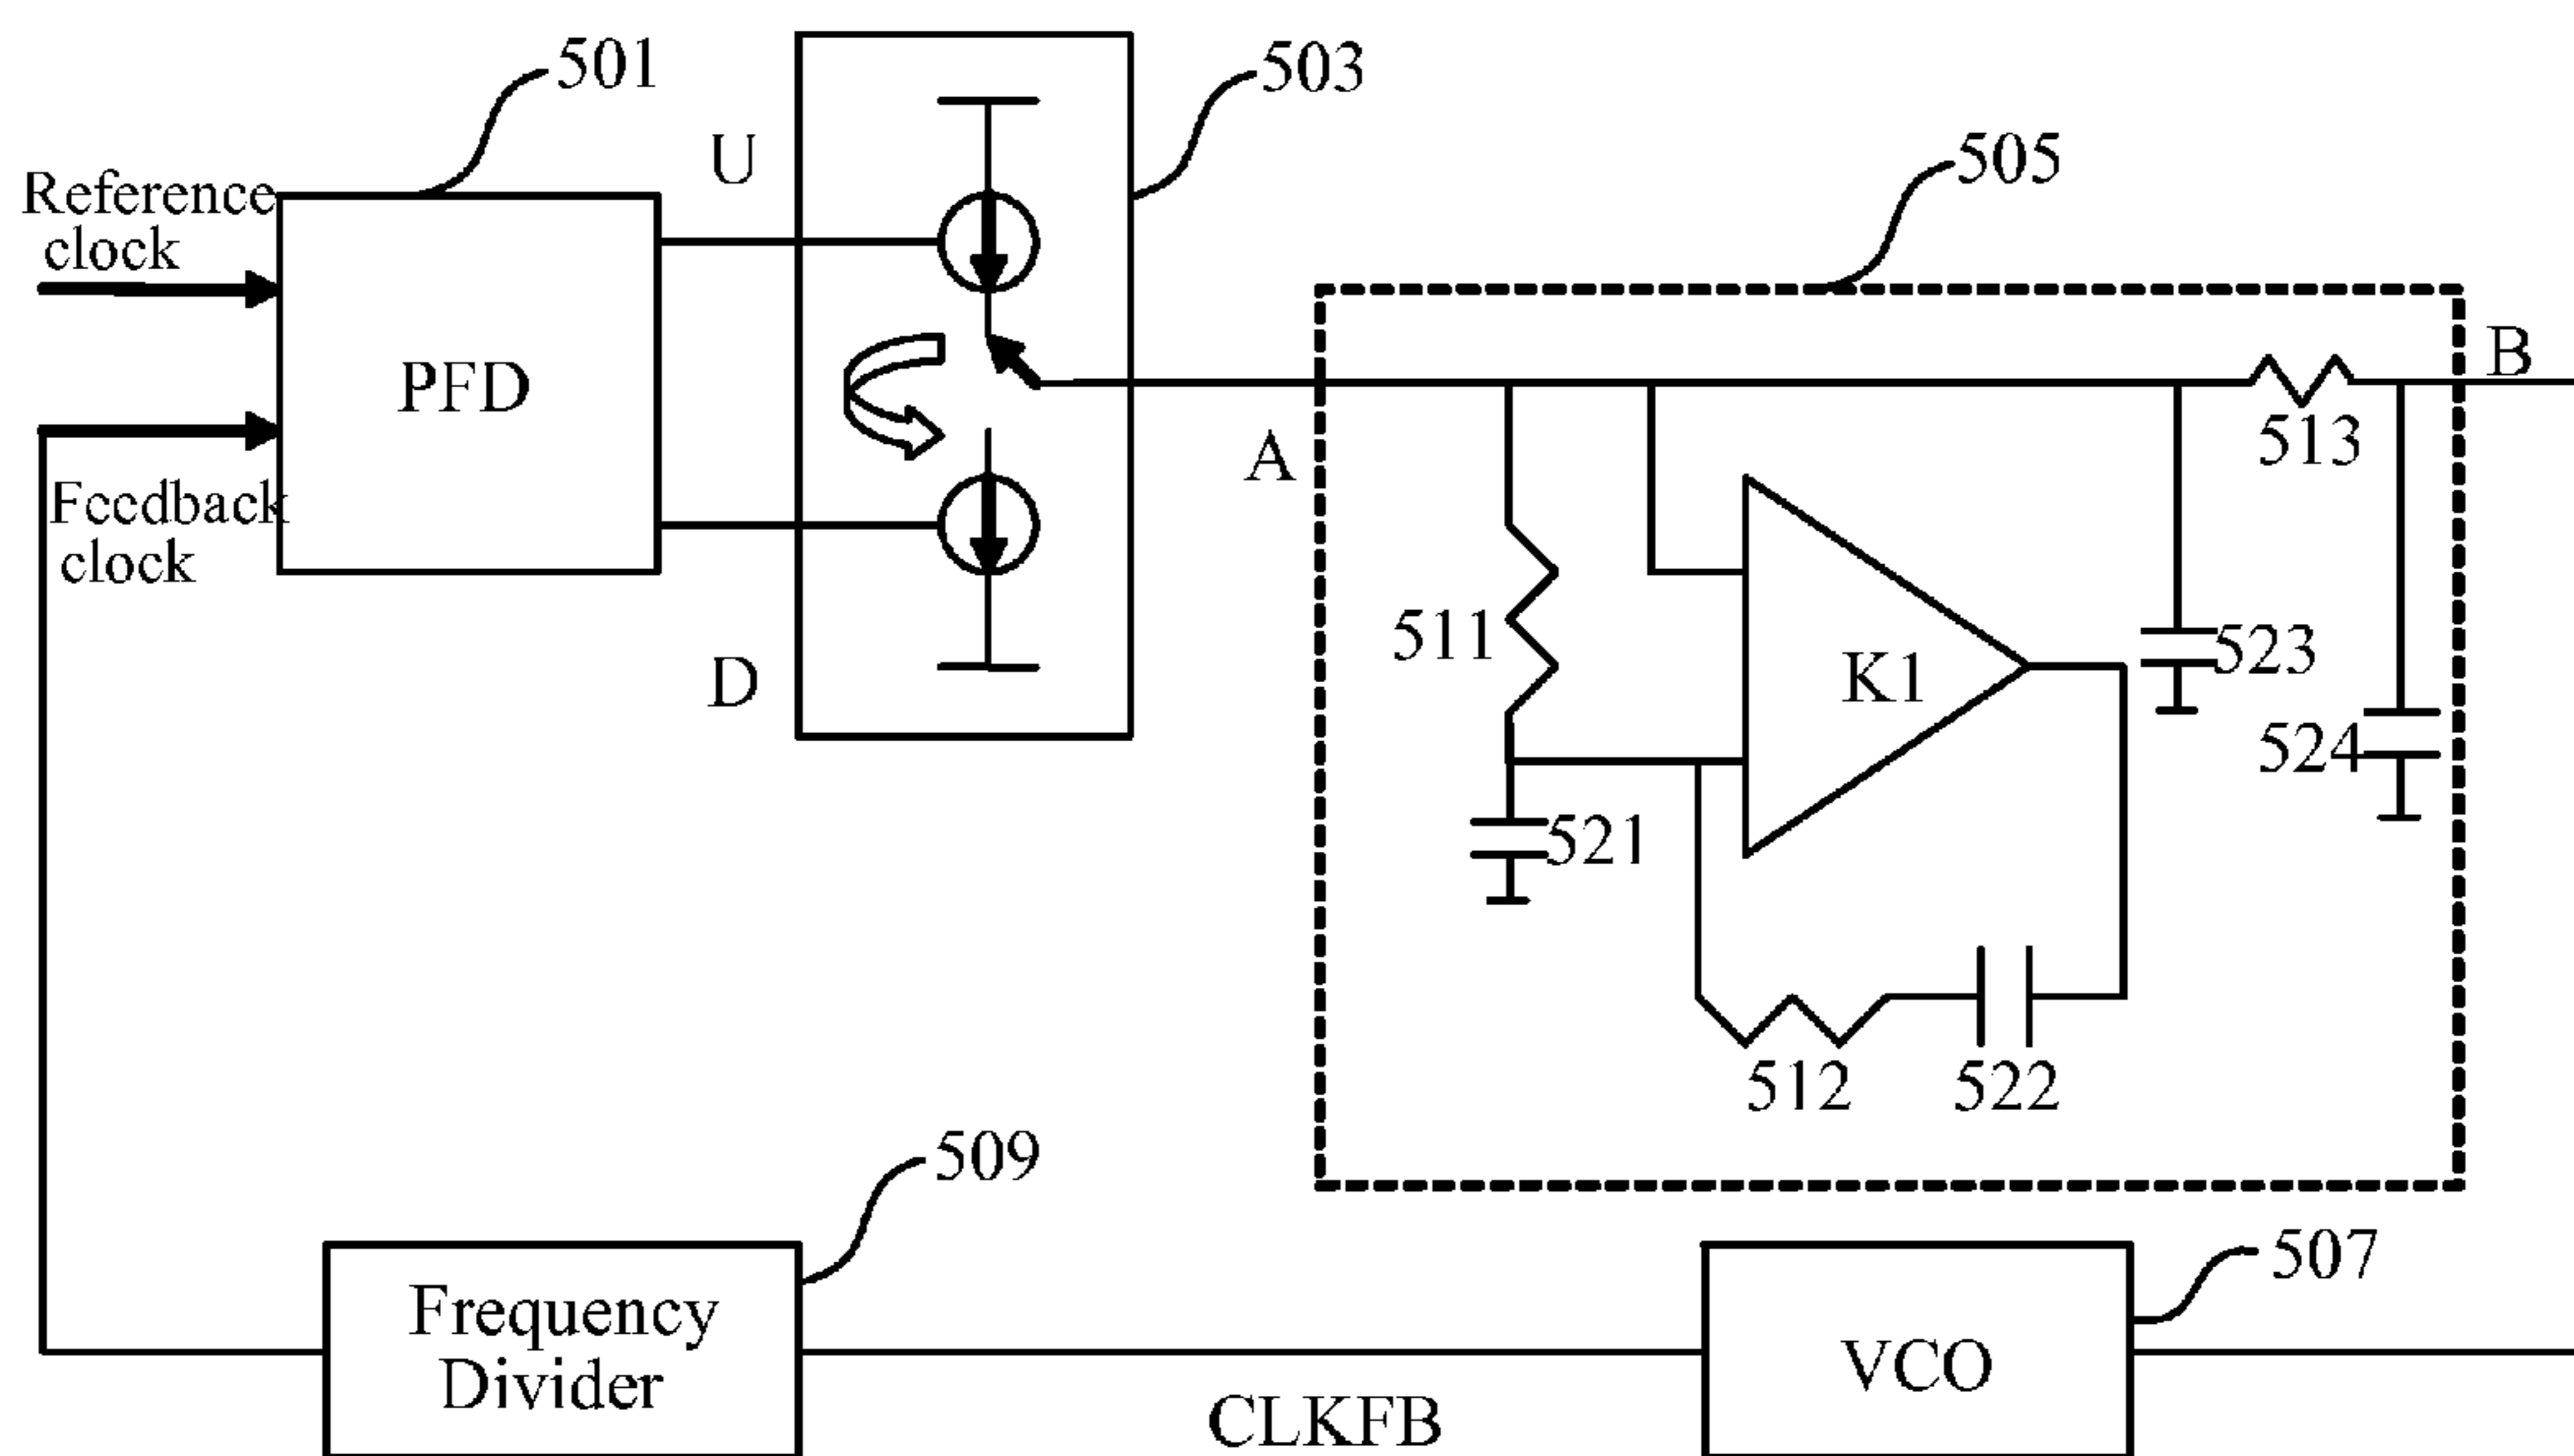 501
503
505
U
Reference
clock
PFD
Feedback
clock
D
A
B
513
511
K1
523
524
521
512
522
509
507
Frequency
Divider
VCO
CLKFB